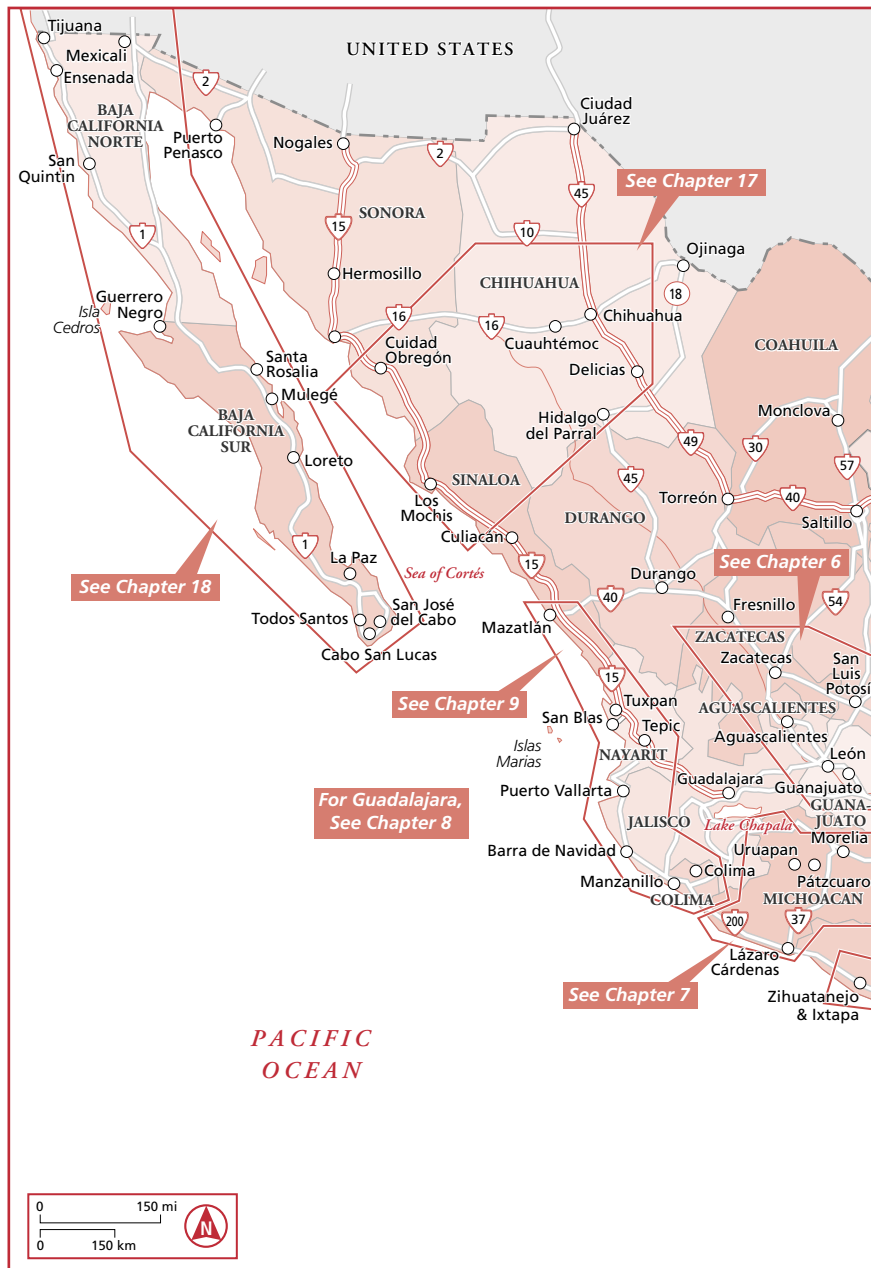 Tijuana
Mexicali
Ensenada
UNITED STATES
2
BAJA
CALIFORNIA
NORTE
Puerto
Penasco
Nogales
2
Ciudad
Juárez
San
Quintin
See Chapter 17
45
SONORA
15
10
1
Ojinaga
Hermosillo
CHIHUAHUA
18
Isla
Cedros
Guerrero
Negro
16
16
Chihuahua
Cuauhtémoc
Cuidad
Obregón
COAHUILA
Santa
Rosalia
Delicias
Mulegé
BAJA
CALIFORNIA
SUR
Hidalgo
del Parral
Monclova
49
30
Loreto
57
SINALOA
45
Los
Mochis
Torreón
40
Saltillo
DURANGO
Culiacán
1
La Paz
15
See Chapter 6
Sea of Cortés
See Chapter 18
Durango
40
54
Todos Santos
San José
del Cabo
Mazatlán
Fresnillo
ZACATECAS
Cabo San Lucas
Zacatecas
San
Luis
Potosí
15
See Chapter 9
Tuxpan
AGUASCALIENTES
San Blas
Tepic
Aguascalientes
Islas
Marias
NAYARIT
León
Guadalajara
Guanajuato
For Guadalajara,
See Chapter 8
Puerto Vallarta
GUANA
JUATO
JALISCO
Lake Chapala
Morelia
Barra de Navidad
Uruapan
Colima
Pátzcuaro
Manzanillo
COLIMA
MICHOACAN
200
37
Lázaro
Cárdenas
See Chapter 7
Zihuatanejo
& Ixtapa
PACIFIC
OCEAN
0
150 mi
N
0
150 km